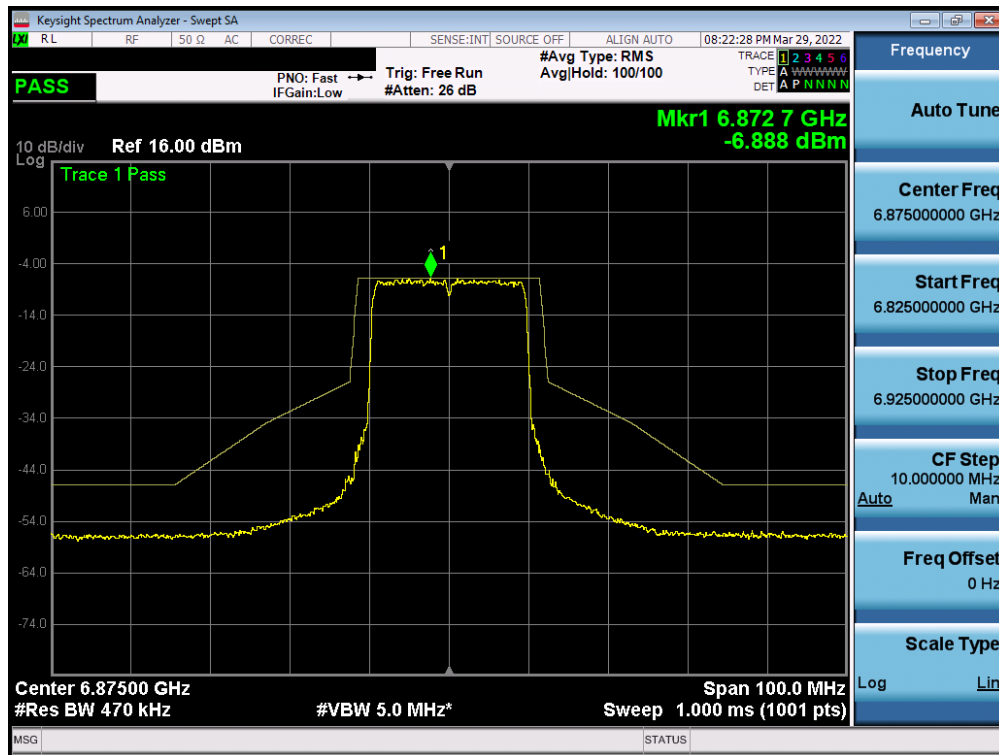 Keysight Spectrum Analyzer - Swept SA
LXI RL RF 50 Ω AC CORREC SENSE:INT SOURCE OFF ALIGN AUTO 08:22:28 PM Mar 29, 2022
PASS
PNO: Fast
IFGain:Low
Trig: Free Run
#Atten: 26 dB
#Avg Type: RMS
Avg|Hold: 100/100
TRACE 1 2 3 4 5 6
TYPE A WWWWW
DET A P N N N N
Mkr1 6.872 7 GHz
-6.888 dBm
10 dB/div Ref 16.00 dBm
Log
Trace 1 Pass
1
6.00
-4.00
-14.0
-24.0
-34.0
-44.0
-54.0
-64.0
-74.0
Center 6.87500 GHz Span 100.0 MHz
#Res BW 470 kHz #VBW 5.0 MHz* Sweep 1.000 ms (1001 pts)
MSG STATUS
Frequency
Auto Tune
Center Freq
6.875000000 GHz
Start Freq
6.825000000 GHz
Stop Freq
6.925000000 GHz
CF Step
10.000000 MHz
Auto Man
Freq Offset
0 Hz
Scale Type
Log Lin